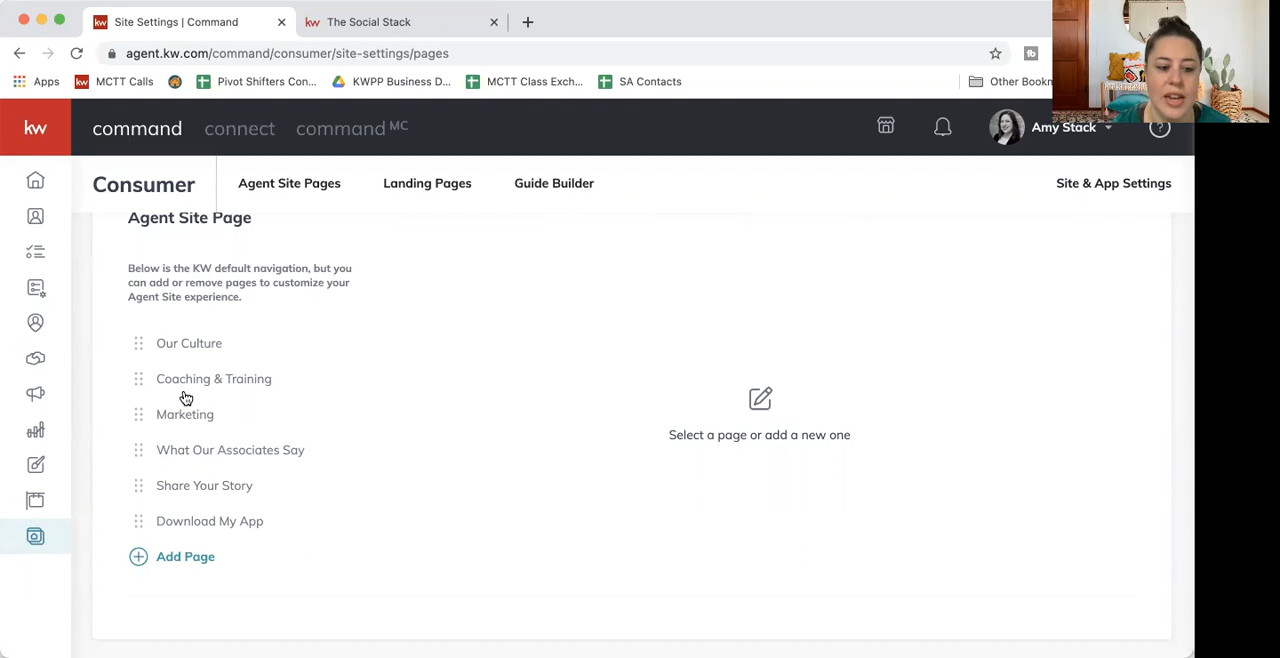 kw Site Settings | Command
kw The Social Stack
agent.kw.com/command/consumer/site-settings/pages
Apps
kw MCTT Calls
Pivot Shifters Con...
KWPP Business D...
MCTT Class Exch...
SA Contacts
Other Bookm
kw
command
connect
command MC
Amy Stack
?
Consumer
Agent Site Pages
Landing Pages
Guide Builder
Site & App Settings
Agent Site Page
Below is the KW default navigation, but you
can add or remove pages to customize your
Agent Site experience.
Our Culture
Coaching & Training
Marketing
What Our Associates Say
Share Your Story
Download My App
Add Page
Select a page or add a new one